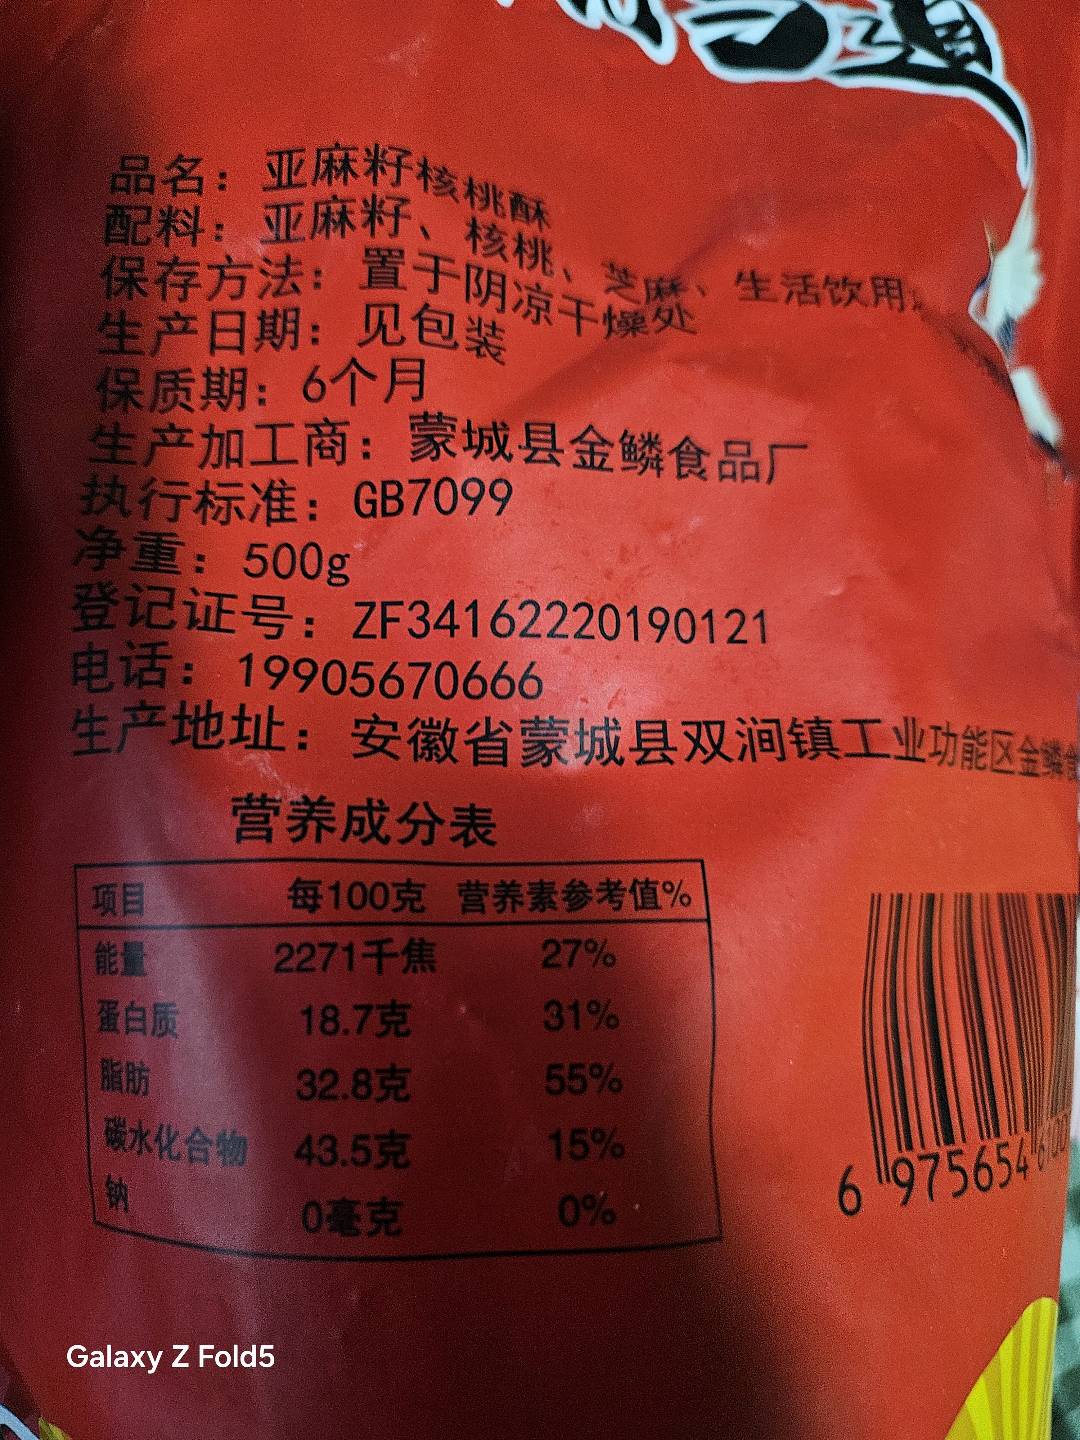 品名：亚麻籽核桃酥
配料：亚麻籽、核桃、芝麻、生活饮用
保存方法：置于阴凉干燥处
生产日期：见包装
保质期：6个月
生产加工商：蒙城县金鳞食品厂
执行标准：GB7099
净重：500g
登记证号：ZF34162220190121
电话：19905670666
生产地址：安徽省蒙城县双涧镇工业功能区金鳞食
营养成分表
项目 每100克 营养素参考值%
能量 2271千焦 27%
蛋白质 18.7克 31%
脂肪 32.8克 55%
碳水化合物 43.5克 15%
钠 0毫克 0%
6 975654
Galaxy Z Fold5